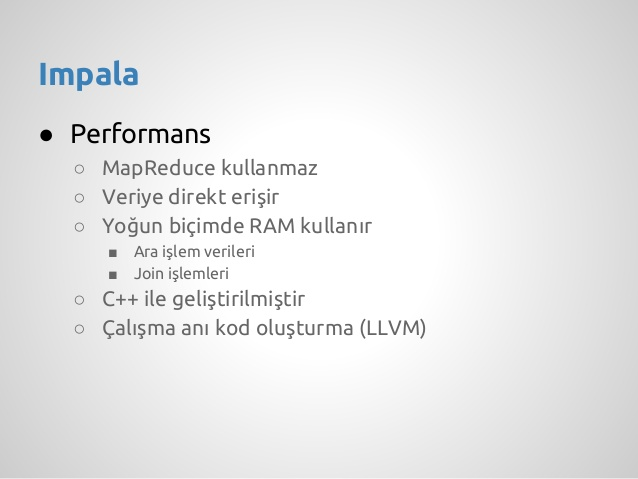 Impala
● Performans
○ MapReduce kullanmaz
○ Veriye direkt erişir
○ Yoğun biçimde RAM kullanır
■ Ara işlem verileri
■ Join işlemleri
○ C++ ile geliştirilmiştir
○ Çalışma anı kod oluşturma (LLVM)